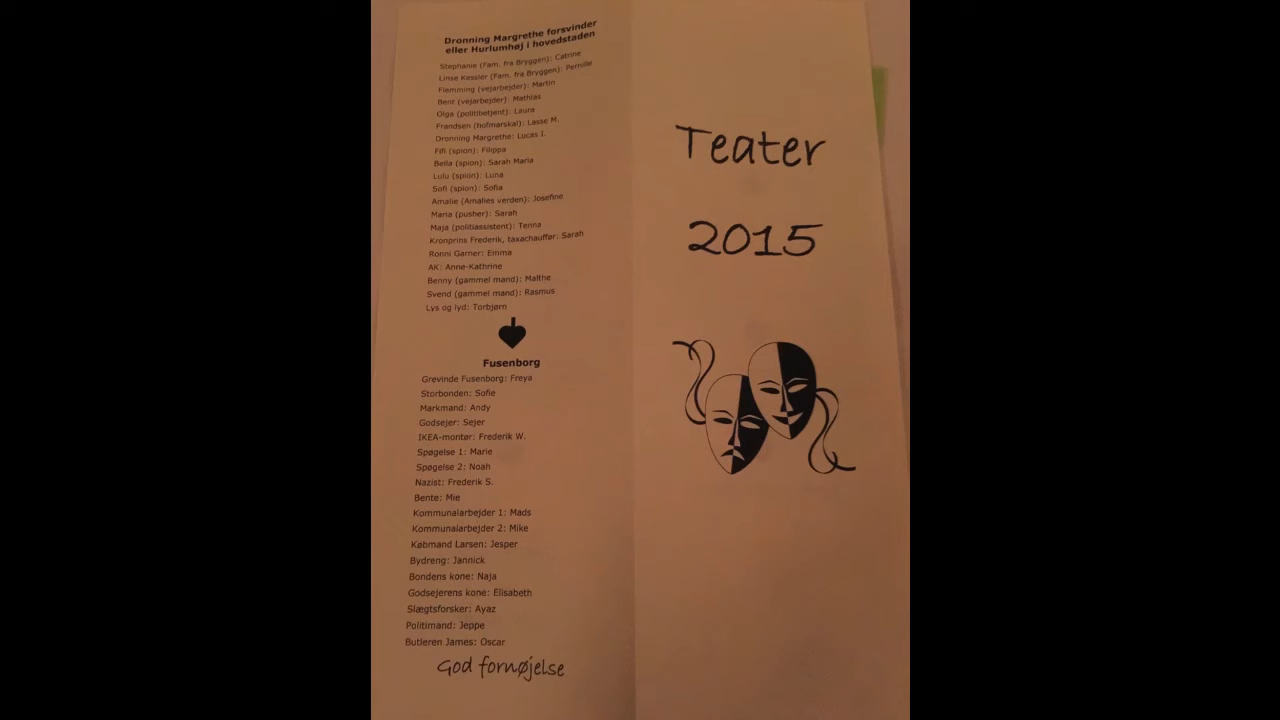 Dronning Margrethe forsvinder
eller Hurlumhøj i hovedstaden
Stephanie (Fam. fra Bryggen): Catrine
Linse Kessler (Fam. fra Bryggen): Pernille
Flemming (vejarbejder): Martin
Bent (vejarbejder): Mathias
Olga (politibetjent): Laura
Frandsen (hofmarskal): Lasse M.
Dronning Margrethe: Lucas I.
Fifi (spion): Filippa
Bella (spion): Sarah Maria
Lulu (spion): Luna
Sofi (spion): Sofia
Amalie (Amalies verden): Josefine
Maria (pusher): Sarah
Maja (politiassistent): Tenna
Kronprins Frederik, taxachauffør: Sarah
Ronni Garner: Emma
AK: Anne-Kathrine
Benny (gammel mand): Malthe
Svend (gammel mand): Rasmus
Lys og lyd: Torbjørn
Fusenborg
Grevinde Fusenborg: Freya
Storbonden: Sofie
Markmand: Andy
Godsejer: Sejer
IKEA-montør: Frederik W.
Spøgelse 1: Marie
Spøgelse 2: Noah
Nazist: Frederik S.
Bente: Mie
Kommunalarbejder 1: Mads
Kommunalarbejder 2: Mike
Købmand Larsen: Jesper
Bydreng: Jannick
Bondens kone: Naja
Godsejerens kone: Elisabeth
Slægtsforsker: Ayaz
Politimand: Jeppe
Butleren James: Oscar
God fornøjelse
Teater
2015